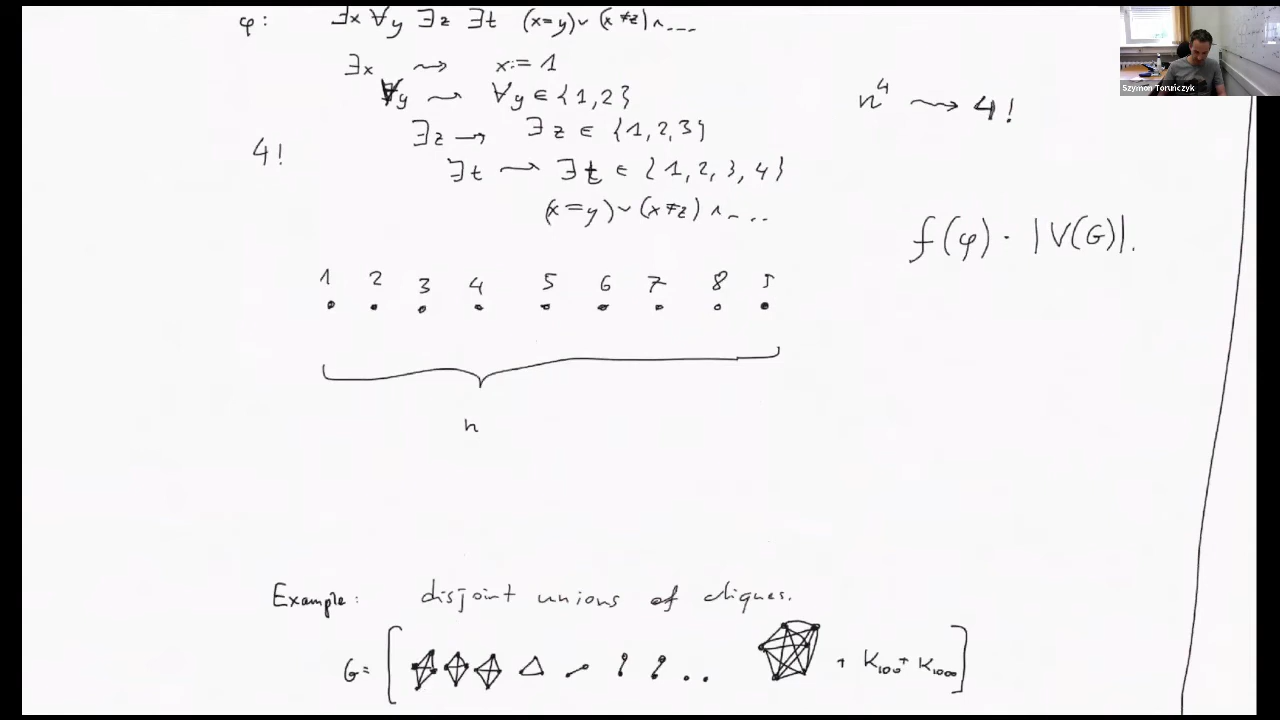 φ: ∃x ∀y ∃z ∃t (x=y)∨(x≠z)∧...
∃x ⇝ x:=1
∀y ⇝ ∀y ∈ {1,2}
n⁴ ⇝ 4!
∃z → ∃z ∈ {1,2,3}
4!
∃t ⇝ ∃t ∈ {1,2,3,4}
(x=y)∨(x≠z)∧...
f(φ)·|V(G)|.
1 2 3 4 5 6 7 8 9
n
Example: disjoint unions of cliques.
G= [ .. + K₁₀₀ + K₁₀₀₀ ]
Szymon Toruńczyk